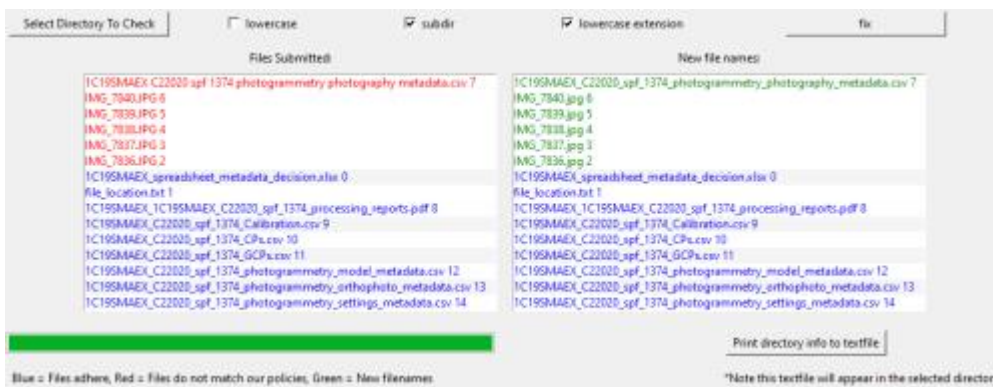 Select Directory To Check lowercase subdir lowercase extension fix
Files Submitted: New file names:
1C19SMAEX C22020 spf 1374 photogrammetry photography metadata.csv 7
IMG_7840.JPG 6
IMG_7839.JPG 5
IMG_7838.JPG 4
IMG_7837.JPG 3
IMG_7836.JPG 2
1C19SMAEX_spreadsheet_metadata_decision.xlsx 0
file_location.txt 1
1C19SMAEX_1C19SMAEX_C22020_spf_1374_processing_reports.pdf 8
1C19SMAEX_C22020_spf_1374_Calibration.csv 9
1C19SMAEX_C22020_spf_1374_CPs.csv 10
1C19SMAEX_C22020_spf_1374_GCPs.csv 11
1C19SMAEX_C22020_spf_1374_photogrammetry_model_metadata.csv 12
1C19SMAEX_C22020_spf_1374_photogrammetry_orthophoto_metadata.csv 13
1C19SMAEX_C22020_spf_1374_photogrammetry_settings_metadata.csv 14
1C19SMAEX_C22020_spf_1374_photogrammetry_photography_metadata.csv 7
IMG_7840.jpg 6
IMG_7839.jpg 5
IMG_7838.jpg 4
IMG_7837.jpg 3
IMG_7836.jpg 2
1C19SMAEX_spreadsheet_metadata_decision.xlsx 0
file_location.txt 1
1C19SMAEX_1C19SMAEX_C22020_spf_1374_processing_reports.pdf 8
1C19SMAEX_C22020_spf_1374_Calibration.csv 9
1C19SMAEX_C22020_spf_1374_CPs.csv 10
1C19SMAEX_C22020_spf_1374_GCPs.csv 11
1C19SMAEX_C22020_spf_1374_photogrammetry_model_metadata.csv 12
1C19SMAEX_C22020_spf_1374_photogrammetry_orthophoto_metadata.csv 13
1C19SMAEX_C22020_spf_1374_photogrammetry_settings_metadata.csv 14
Print directory info to textfile
Blue = Files adhere, Red = Files do not match our policies, Green = New filenames
*Note this textfile will appear in the selected director